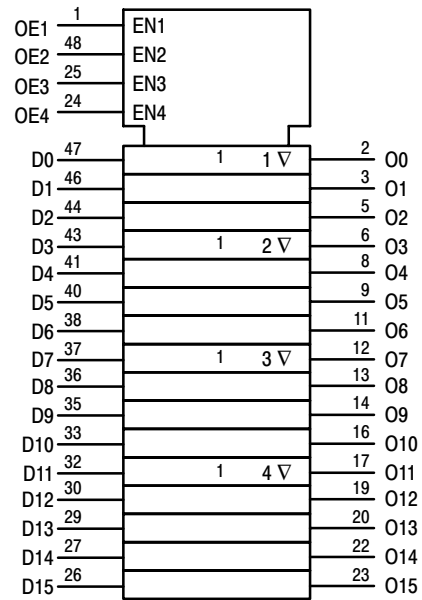 OE1 1 EN1
OE2 48 EN2
OE3 25 EN3
OE4 24 EN4
D0 47 1 1 ∇ 2 O0
D1 46 3 O1
D2 44 5 O2
D3 43 1 2 ∇ 6 O3
D4 41 8 O4
D5 40 9 O5
D6 38 11 O6
D7 37 1 3 ∇ 12 O7
D8 36 13 O8
D9 35 14 O9
D10 33 16 O10
D11 32 1 4 ∇ 17 O11
D12 30 19 O12
D13 29 20 O13
D14 27 22 O14
D15 26 23 O15